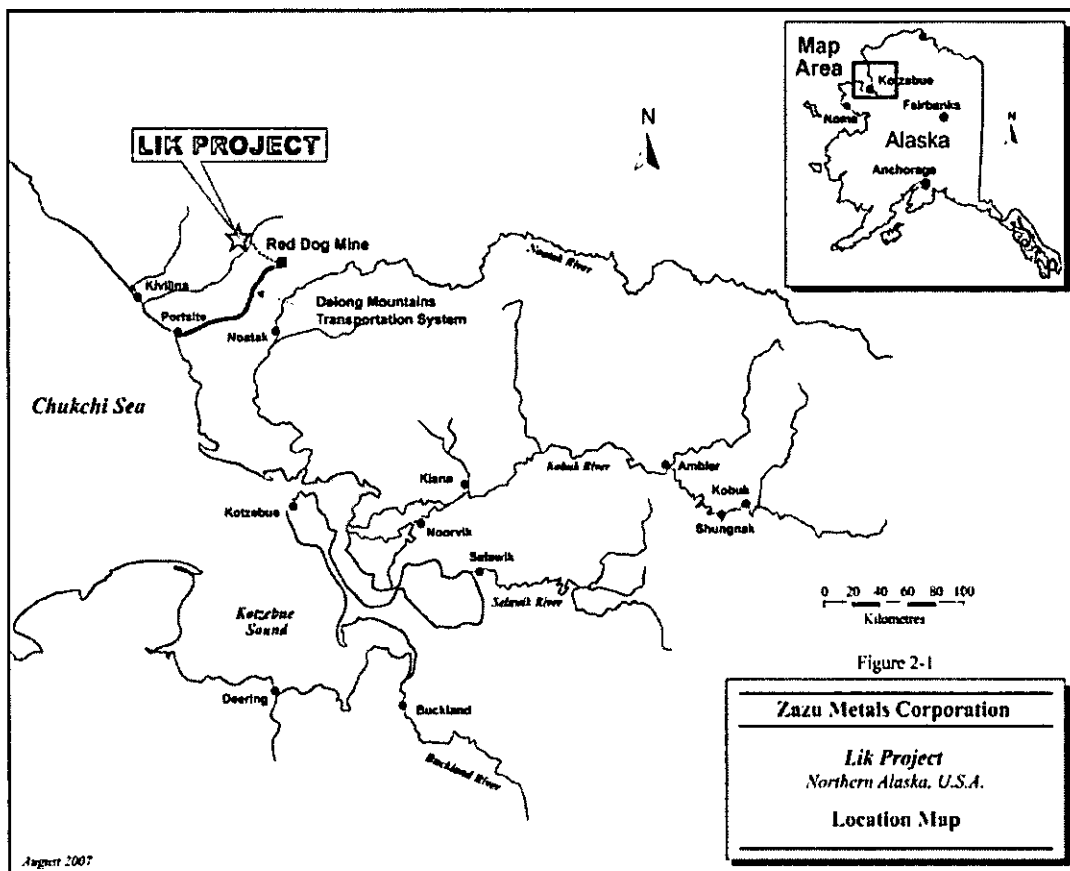 Map
Area
Kotzebue
Fairbanks
Nome
Alaska
Anchorage
N
N
LIK PROJECT
Red Dog Mine
Noatak River
Kivilina
Portsite
Delong Mountains
Transportation System
Noatak
Chukchi Sea
Kiana
Kobuk River
Ambler
Kobuk
Shungnak
Kotzebue
Noorvik
Selawik
Selawik River
Kotzebue
Sound
0 20 40 60 80 100
Kilometres
Figure 2-1
Deering
Buckland
Buckland River
Zazu Metals Corporation
Lik Project
Northern Alaska, U.S.A.
Location Map
August 2007